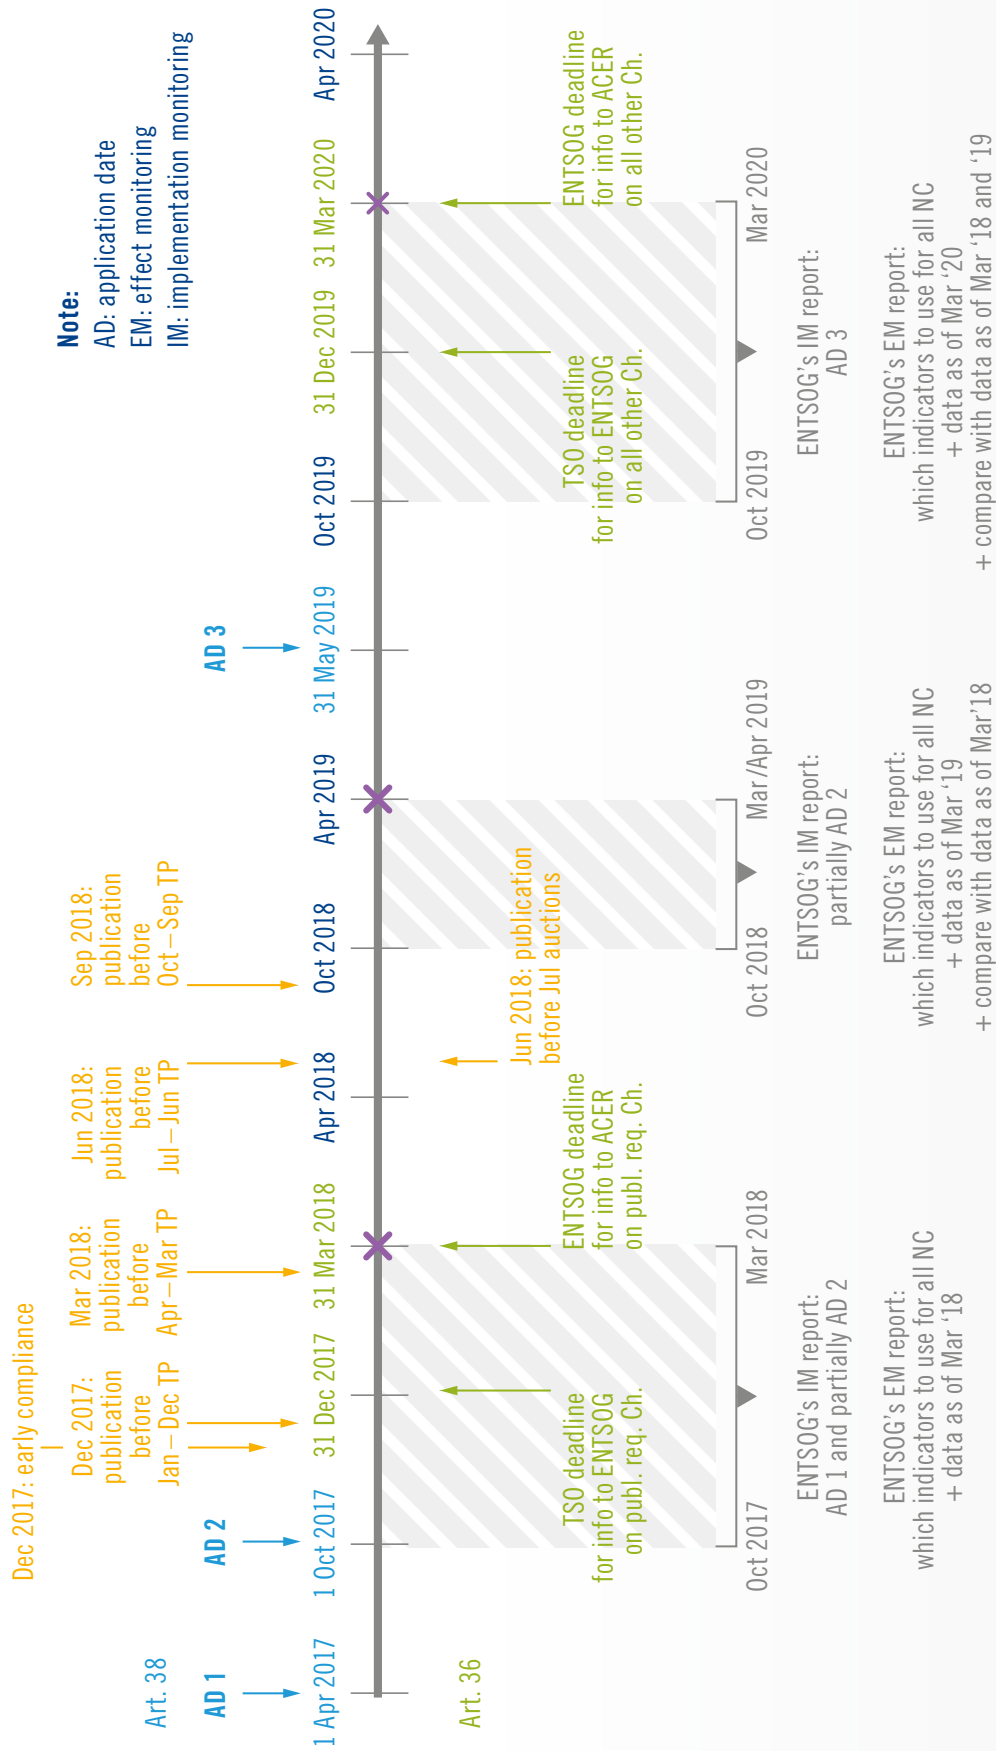 Note:
AD: application date
EM: effect monitoring
IM: implementation monitoring
Dec 2017: early compliance
Dec 2017:
publication
before
Jan – Dec TP
Mar 2018:
publication
before
Apr – Mar TP
Jun 2018:
publication
before
Jul – Jun TP
Sep 2018:
publication
before
Oct – Sep TP
Art. 38
AD 1
AD 2
AD 3
1 Apr 2017
1 Oct 2017
31 Dec 2017
31 Mar 2018
Apr 2018
Oct 2018
Apr 2019
31 May 2019
Oct 2019
31 Dec 2019
31 Mar 2020
Apr 2020
Art. 36
TSO deadline
for info to ENTSOG
on publ. req. Ch.
ENTSOG deadline
for info to ACER
on publ. req. Ch.
Jun 2018: publication
before Jul auctions
TSO deadline
for info to ENTSOG
on all other Ch.
ENTSOG deadline
for info to ACER
on all other Ch.
Oct 2017
Mar 2018
ENTSOG's IM report:
AD 1 and partially AD 2
ENTSOG's EM report:
which indicators to use for all NC
+ data as of Mar ‘18
Oct 2018
Mar/Apr 2019
ENTSOG's IM report:
partially AD 2
ENTSOG's EM report:
which indicators to use for all NC
+ data as of Mar ‘19
+ compare with data as of Mar’18
Oct 2019
Mar 2020
ENTSOG's IM report:
AD 3
ENTSOG's EM report:
which indicators to use for all NC
+ data as of Mar ‘20
+ compare with data as of Mar ‘18 and ‘19